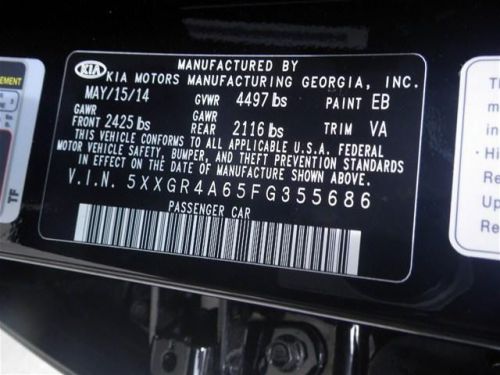 MANUFACTURED BY
KIA KIA MOTORS MANUFACTURING GEORGIA, INC.
MAY/15/14 GVWR 4497 lbs PAINT EB
GAWR GAWR
FRONT 2425 lbs REAR 2116 lbs TRIM VA
THIS VEHICLE CONFORMS TO ALL APPLICABLE U.S.A. FEDERAL
MOTOR VEHICLE SAFETY, BUMPER, AND THEFT PREVENTION STANDARDS
IN EFFECT ON THE DATE OF MANUFACTURE SHOWN ABOVE.
V.I.N. 5XXGR4A65FG355686
PASSENGER CAR
TF